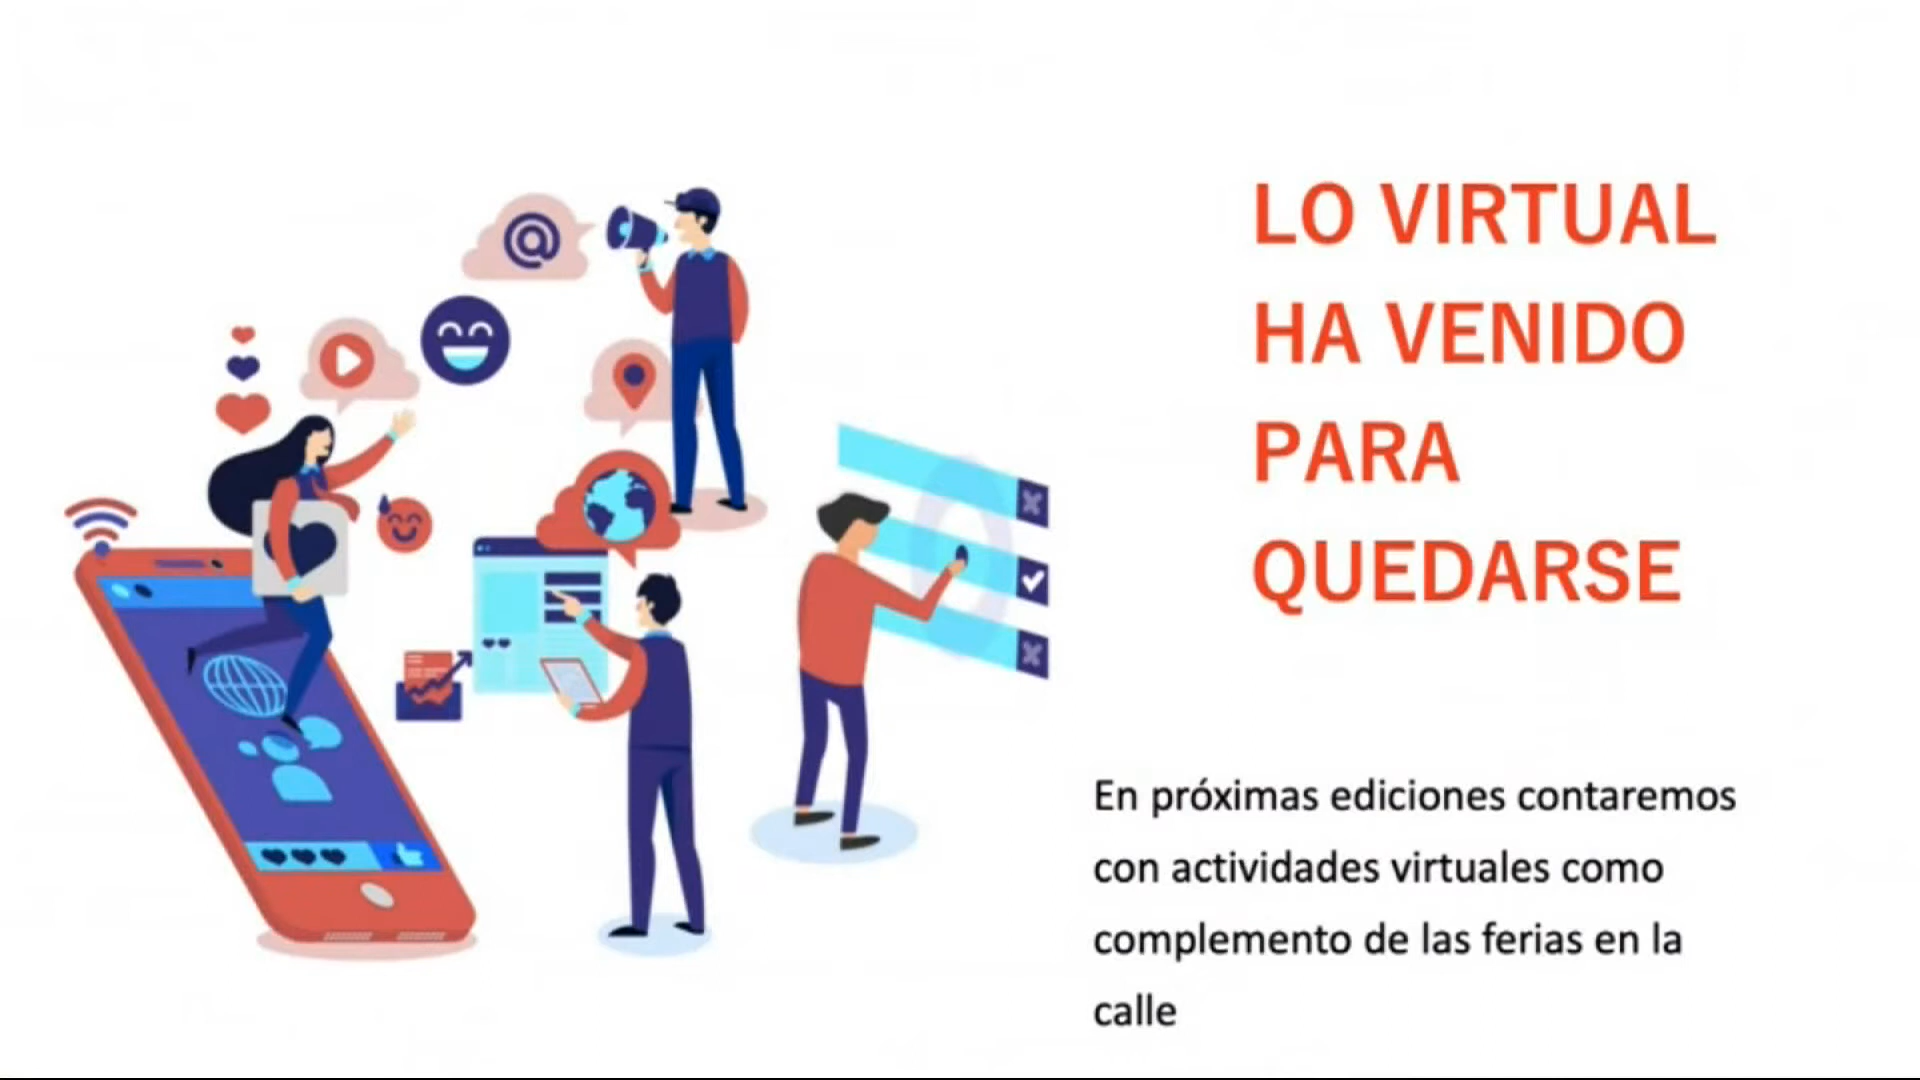 @
LO VIRTUAL
HA VENIDO
PARA
QUEDARSE
En próximas ediciones contaremos
con actividades virtuales como
complemento de las ferias en la
calle